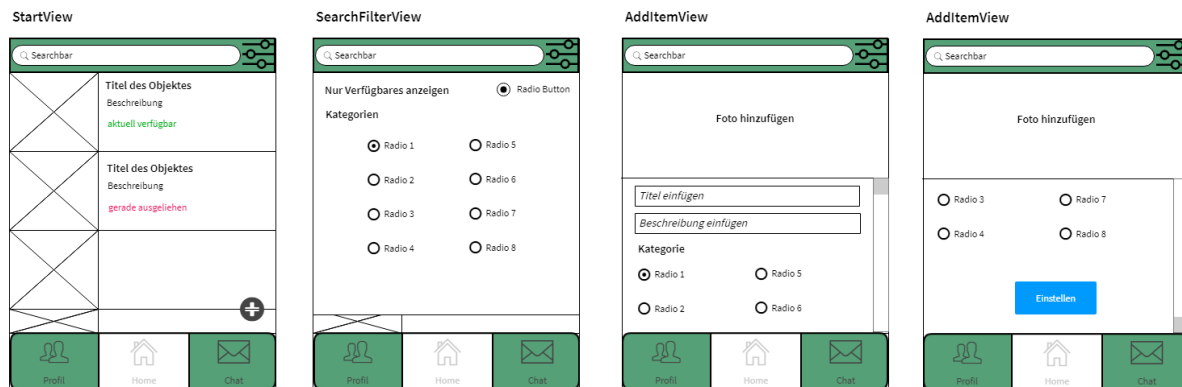 StartView
Searchbar
Titel des Objektes
Beschreibung
aktuell verfügbar
Titel des Objektes
Beschreibung
gerade ausgeliehen
Profil
Home
Chat
SearchFilterView
Searchbar
Nur Verfügbares anzeigen
Radio Button
Kategorien
Radio 1
Radio 5
Radio 2
Radio 6
Radio 3
Radio 7
Radio 4
Radio 8
Profil
Home
Chat
AddItemView
Searchbar
Foto hinzufügen
Titel einfügen
Beschreibung einfügen
Kategorie
Radio 1
Radio 5
Radio 2
Radio 6
Profil
Home
Chat
AddItemView
Searchbar
Foto hinzufügen
Radio 3
Radio 7
Radio 4
Radio 8
Einstellen
Profil
Home
Chat